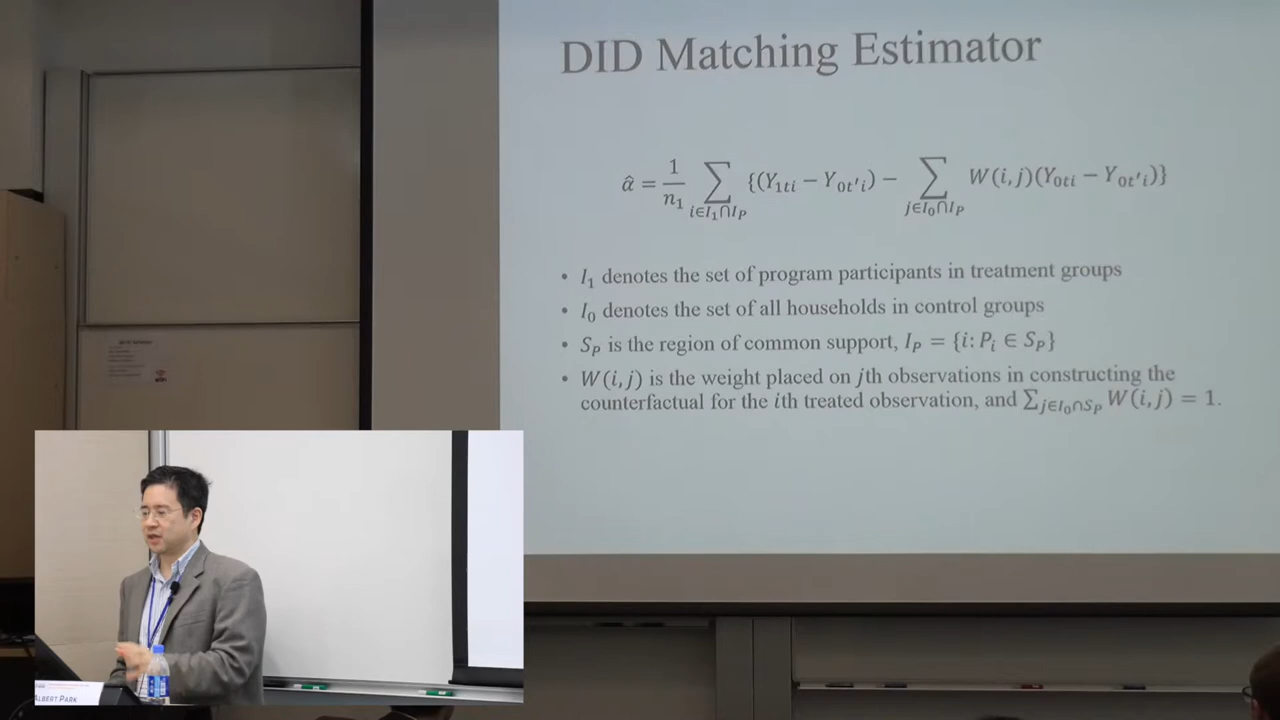 DID Matching Estimator
α̂ = 1/n₁ ∑_{i∈I₁∩I_P} {(Y₁ₜᵢ − Y₀ₜ′ᵢ) − ∑_{j∈I₀∩I_P} W(i,j)(Y₀ₜᵢ − Y₀ₜ′ᵢ)}
• I₁ denotes the set of program participants in treatment groups
• I₀ denotes the set of all households in control groups
• S_P is the region of common support, I_P = {i: P_i ∈ S_P}
• W(i,j) is the weight placed on jth observations in constructing the
counterfactual for the ith treated observation, and ∑_{j∈I₀∩S_P} W(i,j) = 1.
ALBERT PARK